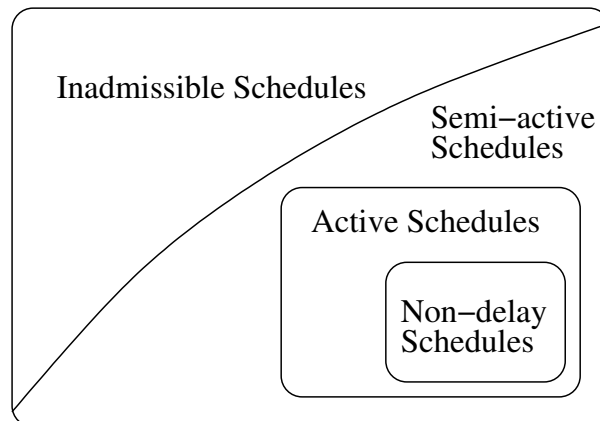 Inadmissible Schedules
Semi−active
Schedules
Active Schedules
Non−delay
Schedules